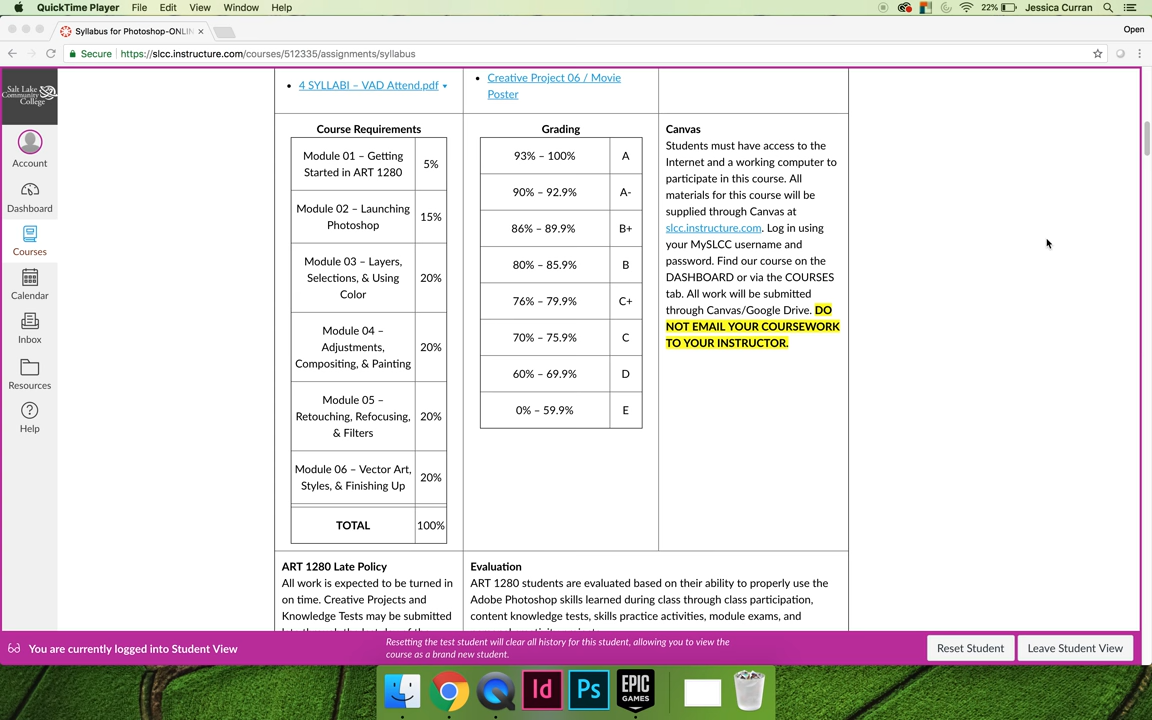 QuickTime Player File Edit View Window Help
22% Jessica Curran
Syllabus for Photoshop-ONLIN
Open
Secure https://slcc.instructure.com/courses/512335/assignments/syllabus
Salt Lake
Community
College
Account
Dashboard
Courses
Calendar
Inbox
Resources
Help
4 SYLLABI – VAD Attend.pdf
Creative Project 06 / Movie
Poster
Course Requirements
Module 01 – Getting
Started in ART 1280
5%
Module 02 – Launching
Photoshop
15%
Module 03 – Layers,
Selections, & Using
Color
20%
Module 04 –
Adjustments,
Compositing, & Painting
20%
Module 05 –
Retouching, Refocusing,
& Filters
20%
Module 06 – Vector Art,
Styles, & Finishing Up
20%
TOTAL
100%
Grading
93% – 100% A
90% – 92.9% A-
86% – 89.9% B+
80% – 85.9% B
76% – 79.9% C+
70% – 75.9% C
60% – 69.9% D
0% – 59.9% E
Canvas
Students must have access to the
Internet and a working computer to
participate in this course. All
materials for this course will be
supplied through Canvas at
slcc.instructure.com. Log in using
your MySLCC username and
password. Find our course on the
DASHBOARD or via the COURSES
tab. All work will be submitted
through Canvas/Google Drive. DO
NOT EMAIL YOUR COURSEWORK
TO YOUR INSTRUCTOR.
ART 1280 Late Policy
All work is expected to be turned in
on time. Creative Projects and
Knowledge Tests may be submitted
Evaluation
ART 1280 students are evaluated based on their ability to properly use the
Adobe Photoshop skills learned during class through class participation,
content knowledge tests, skills practice activities, module exams, and
You are currently logged into Student View
Resetting the test student will clear all history for this student, allowing you to view the
course as a brand new student.
Reset Student
Leave Student View
Id
Ps
EPIC
GAMES